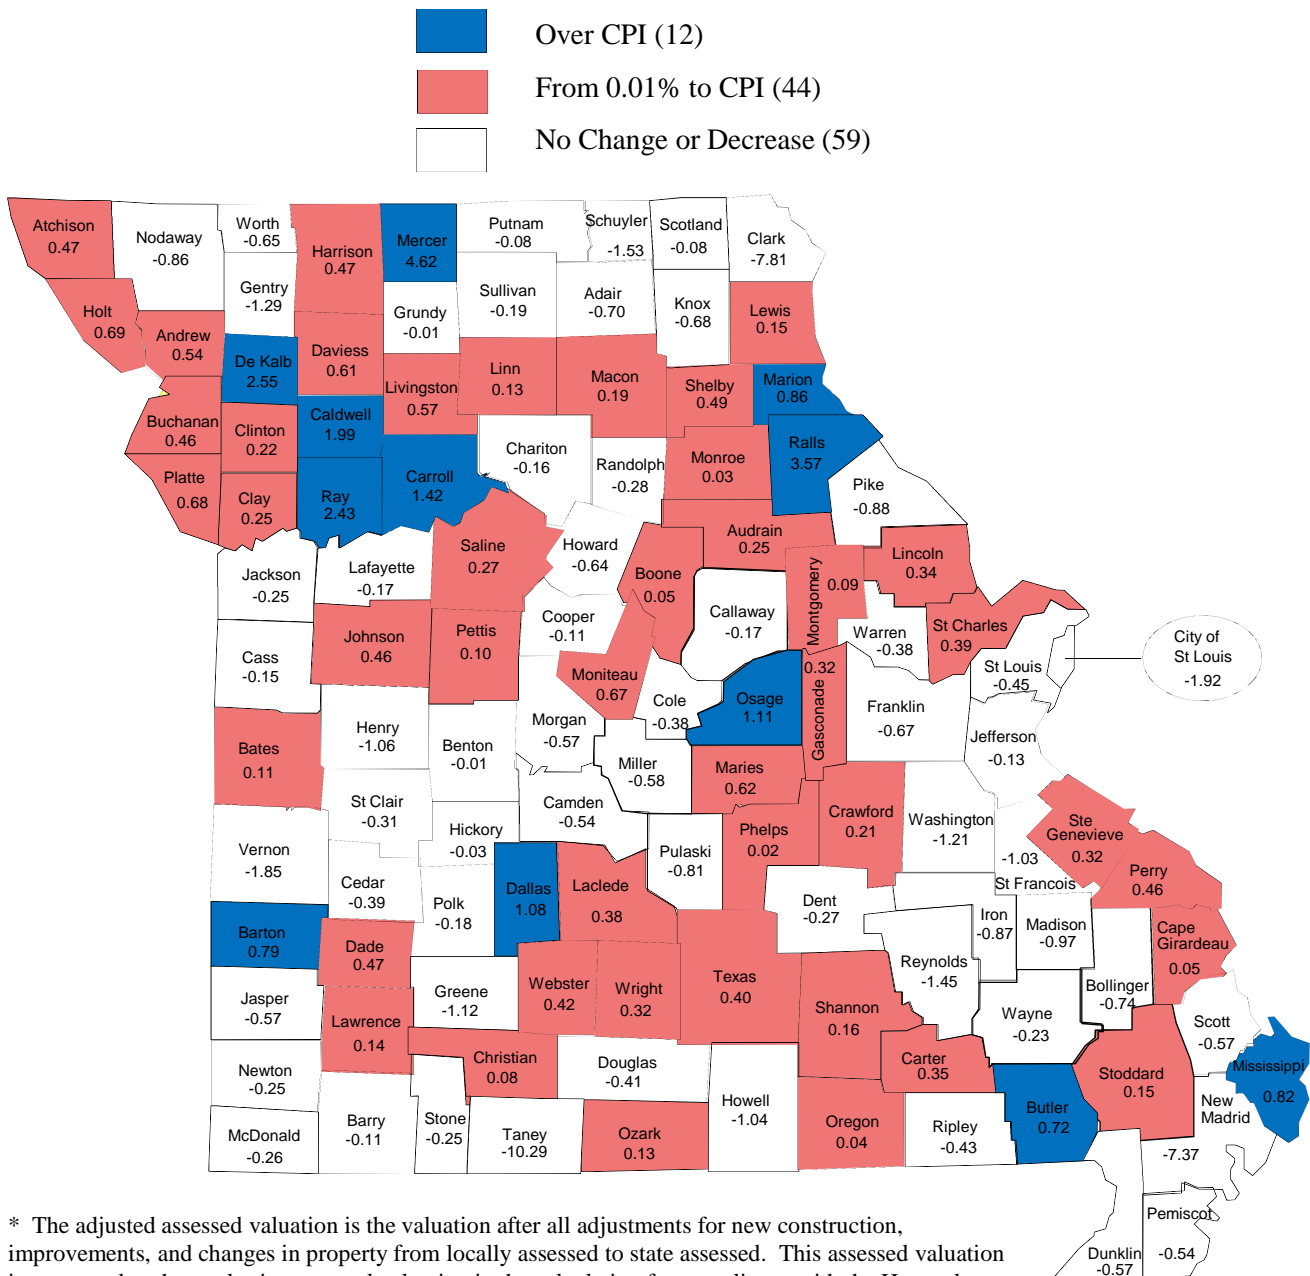 Over CPI (12)
From 0.01% to CPI (44)
No Change or Decrease (59)
Atchison
0.47
Nodaway
-0.86
Worth
-0.65
Harrison
0.47
Mercer
4.62
Putnam
-0.08
Schuyler
-1.53
Scotland
-0.08
Clark
-7.81
Holt
0.69
Andrew
0.54
Gentry
-1.29
De Kalb
2.55
Daviess
0.61
Grundy
-0.01
Sullivan
-0.19
Adair
-0.70
Knox
-0.68
Lewis
0.15
Buchanan
0.46
Clinton
0.22
Caldwell
1.99
Livingston
0.57
Linn
0.13
Macon
0.19
Shelby
0.49
Marion
0.86
Platte
0.68
Clay
0.25
Ray
2.43
Carroll
1.42
Chariton
-0.16
Randolph
-0.28
Monroe
0.03
Ralls
3.57
Pike
-0.88
Jackson
-0.25
Lafayette
-0.17
Saline
0.27
Howard
-0.64
Boone
0.05
Audrain
0.25
Callaway
-0.17
Montgomery
0.09
Lincoln
0.34
Warren
-0.38
St Charles
0.39
St Louis
-0.45
City of
St Louis
-1.92
Cass
-0.15
Johnson
0.46
Pettis
0.10
Cooper
-0.11
Moniteau
0.67
Cole
-0.38
Osage
1.11
Gasconade
0.32
Franklin
-0.67
Jefferson
-0.13
Bates
0.11
Henry
-1.06
Benton
-0.01
Morgan
-0.57
Miller
-0.58
Maries
0.62
Vernon
-1.85
St Clair
-0.31
Hickory
-0.03
Camden
-0.54
Pulaski
-0.81
Phelps
0.02
Crawford
0.21
Washington
-1.21
-1.03
St Francois
Ste
Genevieve
0.32
Perry
0.46
Cedar
-0.39
Polk
-0.18
Dallas
1.08
Laclede
0.38
Dent
-0.27
Iron
-0.87
Madison
-0.97
Cape
Girardeau
0.05
Barton
0.79
Dade
0.47
Greene
-1.12
Webster
0.42
Wright
0.32
Texas
0.40
Shannon
0.16
Reynolds
-1.45
Wayne
-0.23
Bollinger
-0.74
Scott
-0.57
Mississippi
0.82
Jasper
-0.57
Lawrence
0.14
Christian
0.08
Douglas
-0.41
Howell
-1.04
Carter
0.35
Butler
0.72
Stoddard
0.15
New
Madrid
-7.37
Newton
-0.25
McDonald
-0.26
Barry
-0.11
Stone
-0.25
Taney
-10.29
Ozark
0.13
Oregon
0.04
Ripley
-0.43
Dunklin
-0.57
Pemiscot
-0.54
* The adjusted assessed valuation is the valuation after all adjustments for new construction,
improvements, and changes in property from locally assessed to state assessed. This assessed valuation